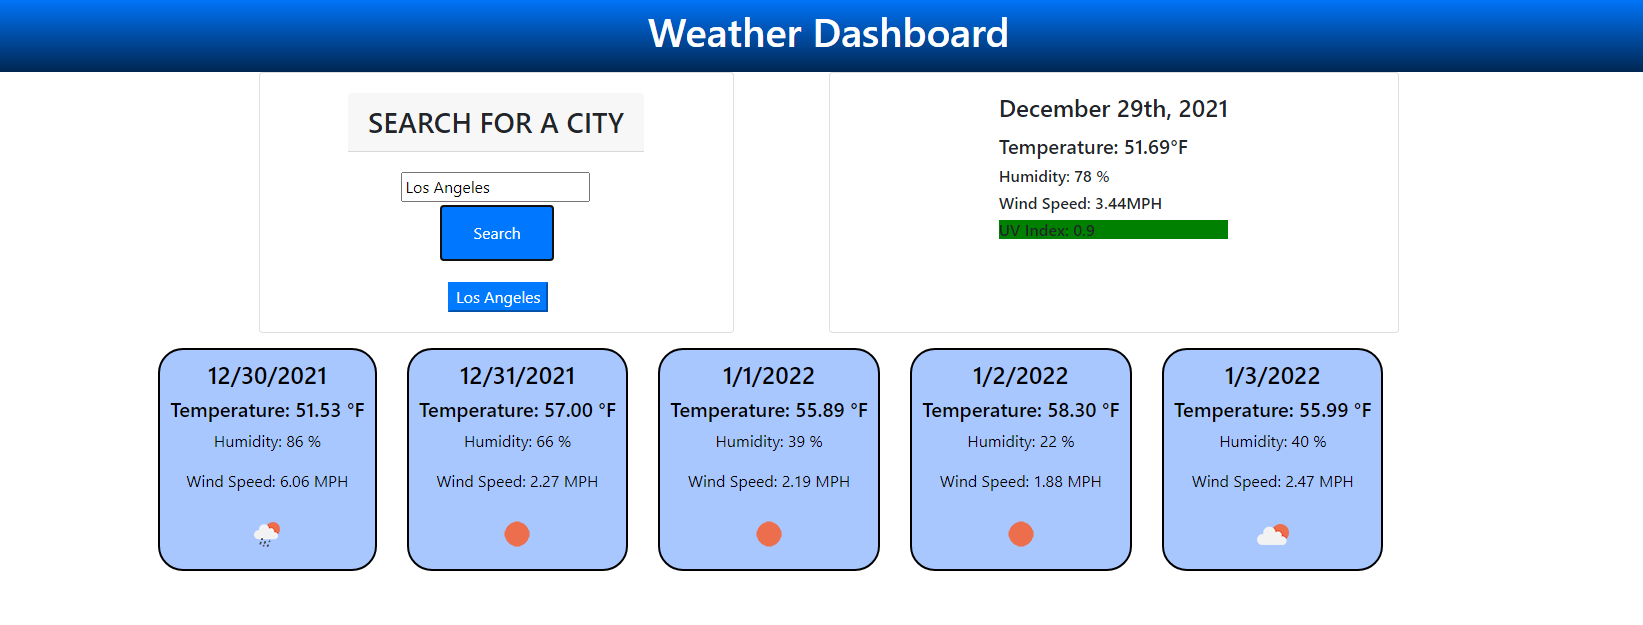 Weather Dashboard
SEARCH FOR A CITY
Los Angeles
Search
Los Angeles
December 29th, 2021
Temperature: 51.69°F
Humidity: 78 %
Wind Speed: 3.44MPH
UV Index: 0.9
12/30/2021
Temperature: 51.53 °F
Humidity: 86 %
Wind Speed: 6.06 MPH
12/31/2021
Temperature: 57.00 °F
Humidity: 66 %
Wind Speed: 2.27 MPH
1/1/2022
Temperature: 55.89 °F
Humidity: 39 %
Wind Speed: 2.19 MPH
1/2/2022
Temperature: 58.30 °F
Humidity: 22 %
Wind Speed: 1.88 MPH
1/3/2022
Temperature: 55.99 °F
Humidity: 40 %
Wind Speed: 2.47 MPH